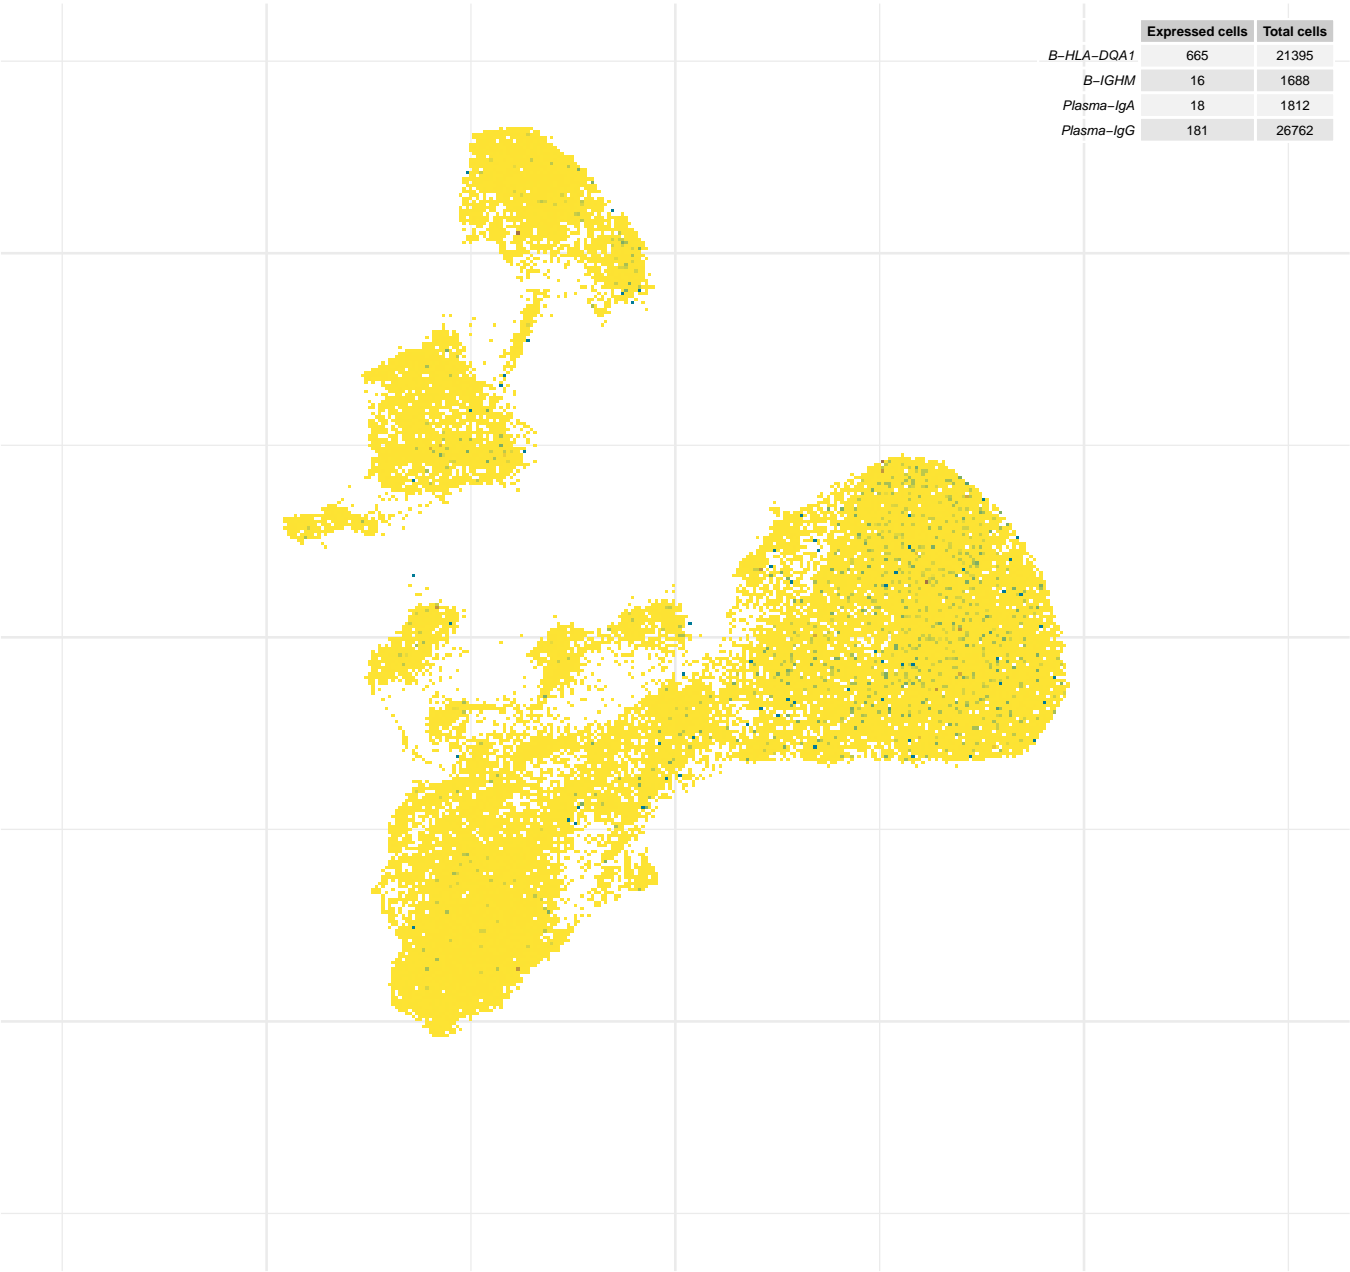 Expressed cells Total cells
B−HLA−DQA1 665 21395
B−IGHM 16 1688
Plasma−IgA 18 1812
Plasma−IgG 181 26762